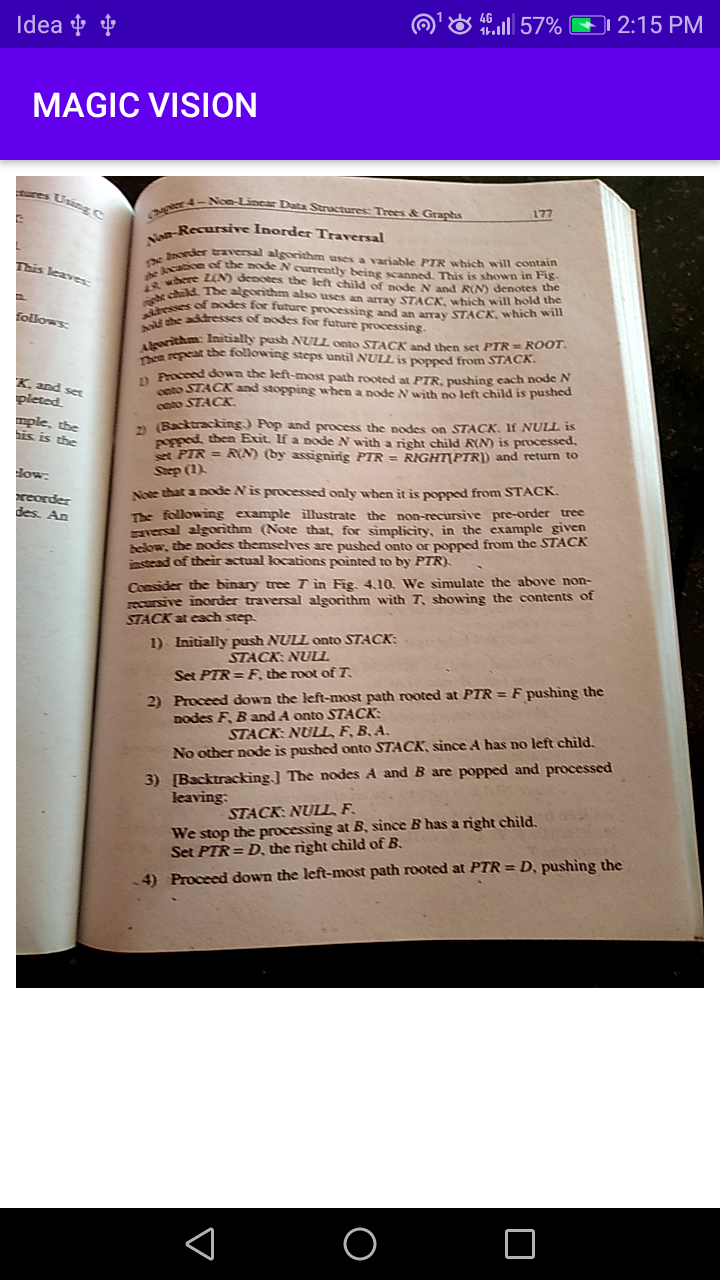 Idea 1 4G 57% 2:15 PM
MAGIC VISION
ctures Using C
This leaves:
follows:
K, and set
pleted.
mple, the
his is the
low:
preorder
des. An
Chapter 4 – Non-Linear Data Structures: Trees & Graphs 177
Non-Recursive Inorder Traversal
The Inorder traversal algorithm uses a variable PTR which will contain
the location of the node N currently being scanned. This is shown in Fig.
4.9, where L(N) denotes the left child of node N and R(N) denotes the
right child. The algorithm also uses an array STACK, which will hold the
addresses of nodes for future processing and an array STACK, which will
hold the addresses of nodes for future processing.
Algorithm: Initially push NULL onto STACK and then set PTR = ROOT.
Then repeat the following steps until NULL is popped from STACK.
1) Proceed down the left-most path rooted at PTR, pushing each node N
onto STACK and stopping when a node N with no left child is pushed
onto STACK.
2) (Backtracking.) Pop and process the nodes on STACK. If NULL is
popped, then Exit. If a node N with a right child R(N) is processed,
set PTR = R(N) (by assigning PTR = RIGHT[PTR]) and return to
Step (1).
Note that a node N is processed only when it is popped from STACK.
The following example illustrate the non-recursive pre-order tree
traversal algorithm (Note that, for simplicity, in the example given
below, the nodes themselves are pushed onto or popped from the STACK
instead of their actual locations pointed to by PTR).
Consider the binary tree T in Fig. 4.10. We simulate the above non-
recursive inorder traversal algorithm with T, showing the contents of
STACK at each step.
1) Initially push NULL onto STACK:
STACK: NULL
Set PTR = F, the root of T.
2) Proceed down the left-most path rooted at PTR = F pushing the
nodes F, B and A onto STACK:
STACK: NULL, F, B, A.
No other node is pushed onto STACK, since A has no left child.
3) [Backtracking.] The nodes A and B are popped and processed
leaving:
STACK: NULL, F.
We stop the processing at B, since B has a right child.
Set PTR = D, the right child of B.
4) Proceed down the left-most path rooted at PTR = D, pushing the